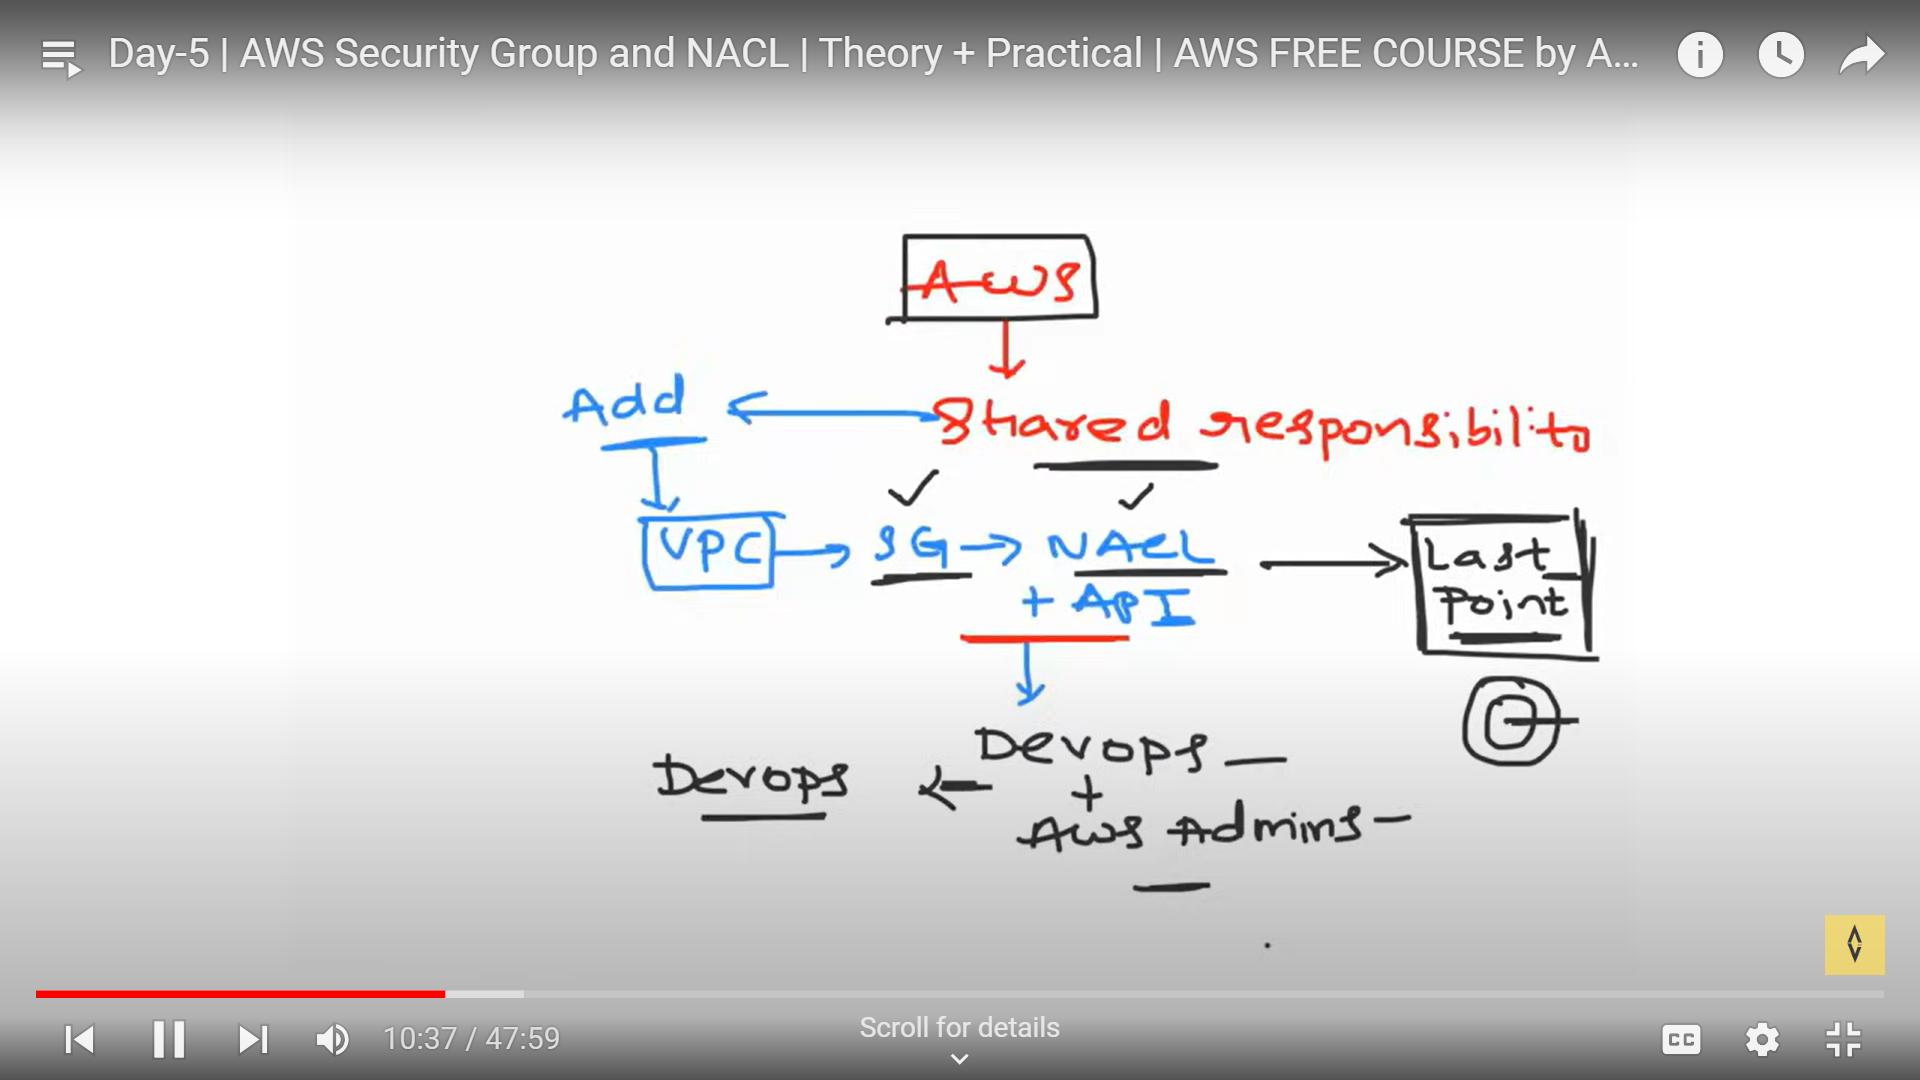 Day-5 | AWS Security Group and NACL | Theory + Practical | AWS FREE COURSE by A...
Aws
Add
Shared responsibility
VPC
SG
NACL
+ API
Last
Point
Devops
+
Aws Admins
Devops
10:37 / 47:59
Scroll for details
CC